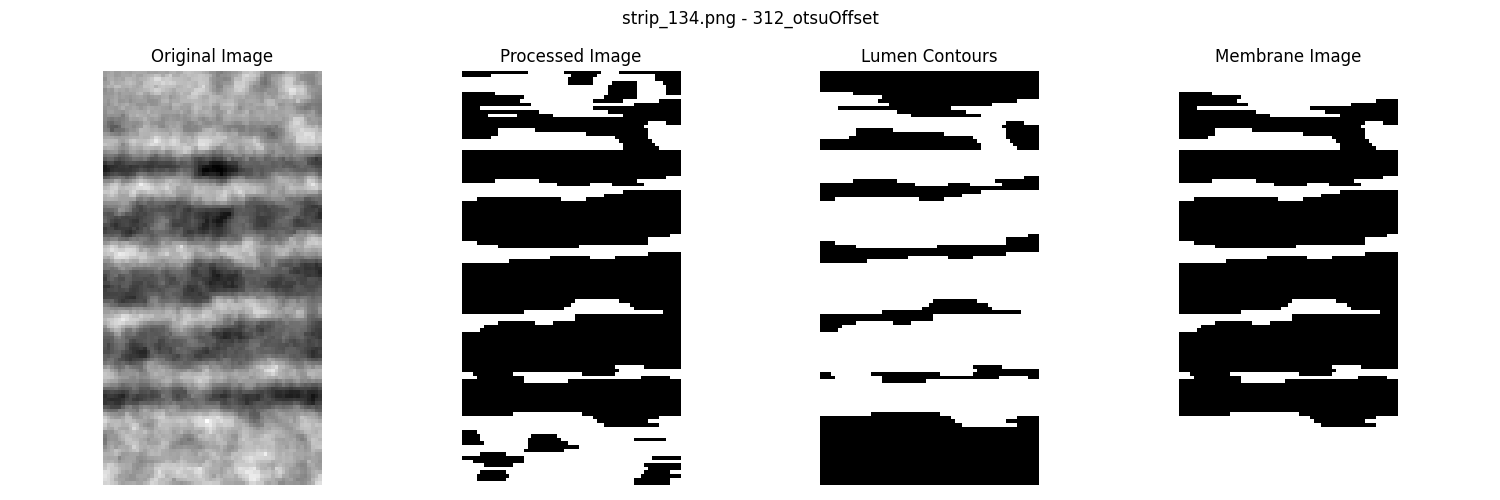 strip_134.png - 312_otsuOffset
Original Image
Processed Image
Lumen Contours
Membrane Image